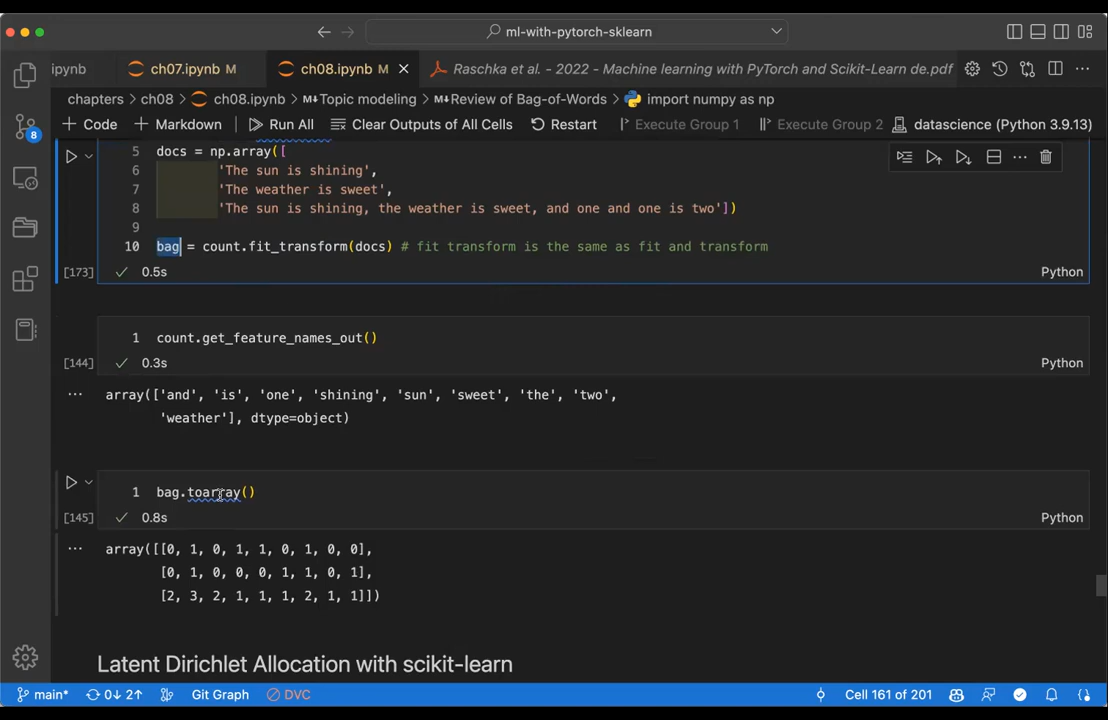 ml-with-pytorch-sklearn
ipynb
ch07.ipynb M
ch08.ipynb M
Raschka et al. - 2022 - Machine learning with PyTorch and Scikit-Learn de.pdf
chapters > ch08 > ch08.ipynb > M↓Topic modeling > M↓Review of Bag-of-Words > import numpy as np
+ Code + Markdown Run All Clear Outputs of All Cells Restart Execute Group 1 Execute Group 2 datascience (Python 3.9.13)
8
5 docs = np.array([
6 'The sun is shining',
7 'The weather is sweet',
8 'The sun is shining, the weather is sweet, and one and one is two'])
9
10 bag = count.fit_transform(docs) # fit transform is the same as fit and transform
[173] ✓ 0.5s Python
1 count.get_feature_names_out()
[144] ✓ 0.3s Python
... array(['and', 'is', 'one', 'shining', 'sun', 'sweet', 'the', 'two',
'weather'], dtype=object)
1 bag.toarray()
[145] ✓ 0.8s Python
... array([[0, 1, 0, 1, 1, 0, 1, 0, 0],
[0, 1, 0, 0, 0, 1, 1, 0, 1],
[2, 3, 2, 1, 1, 1, 2, 1, 1]])
Latent Dirichlet Allocation with scikit-learn
main* 0↓ 2↑ Git Graph DVC Cell 161 of 201